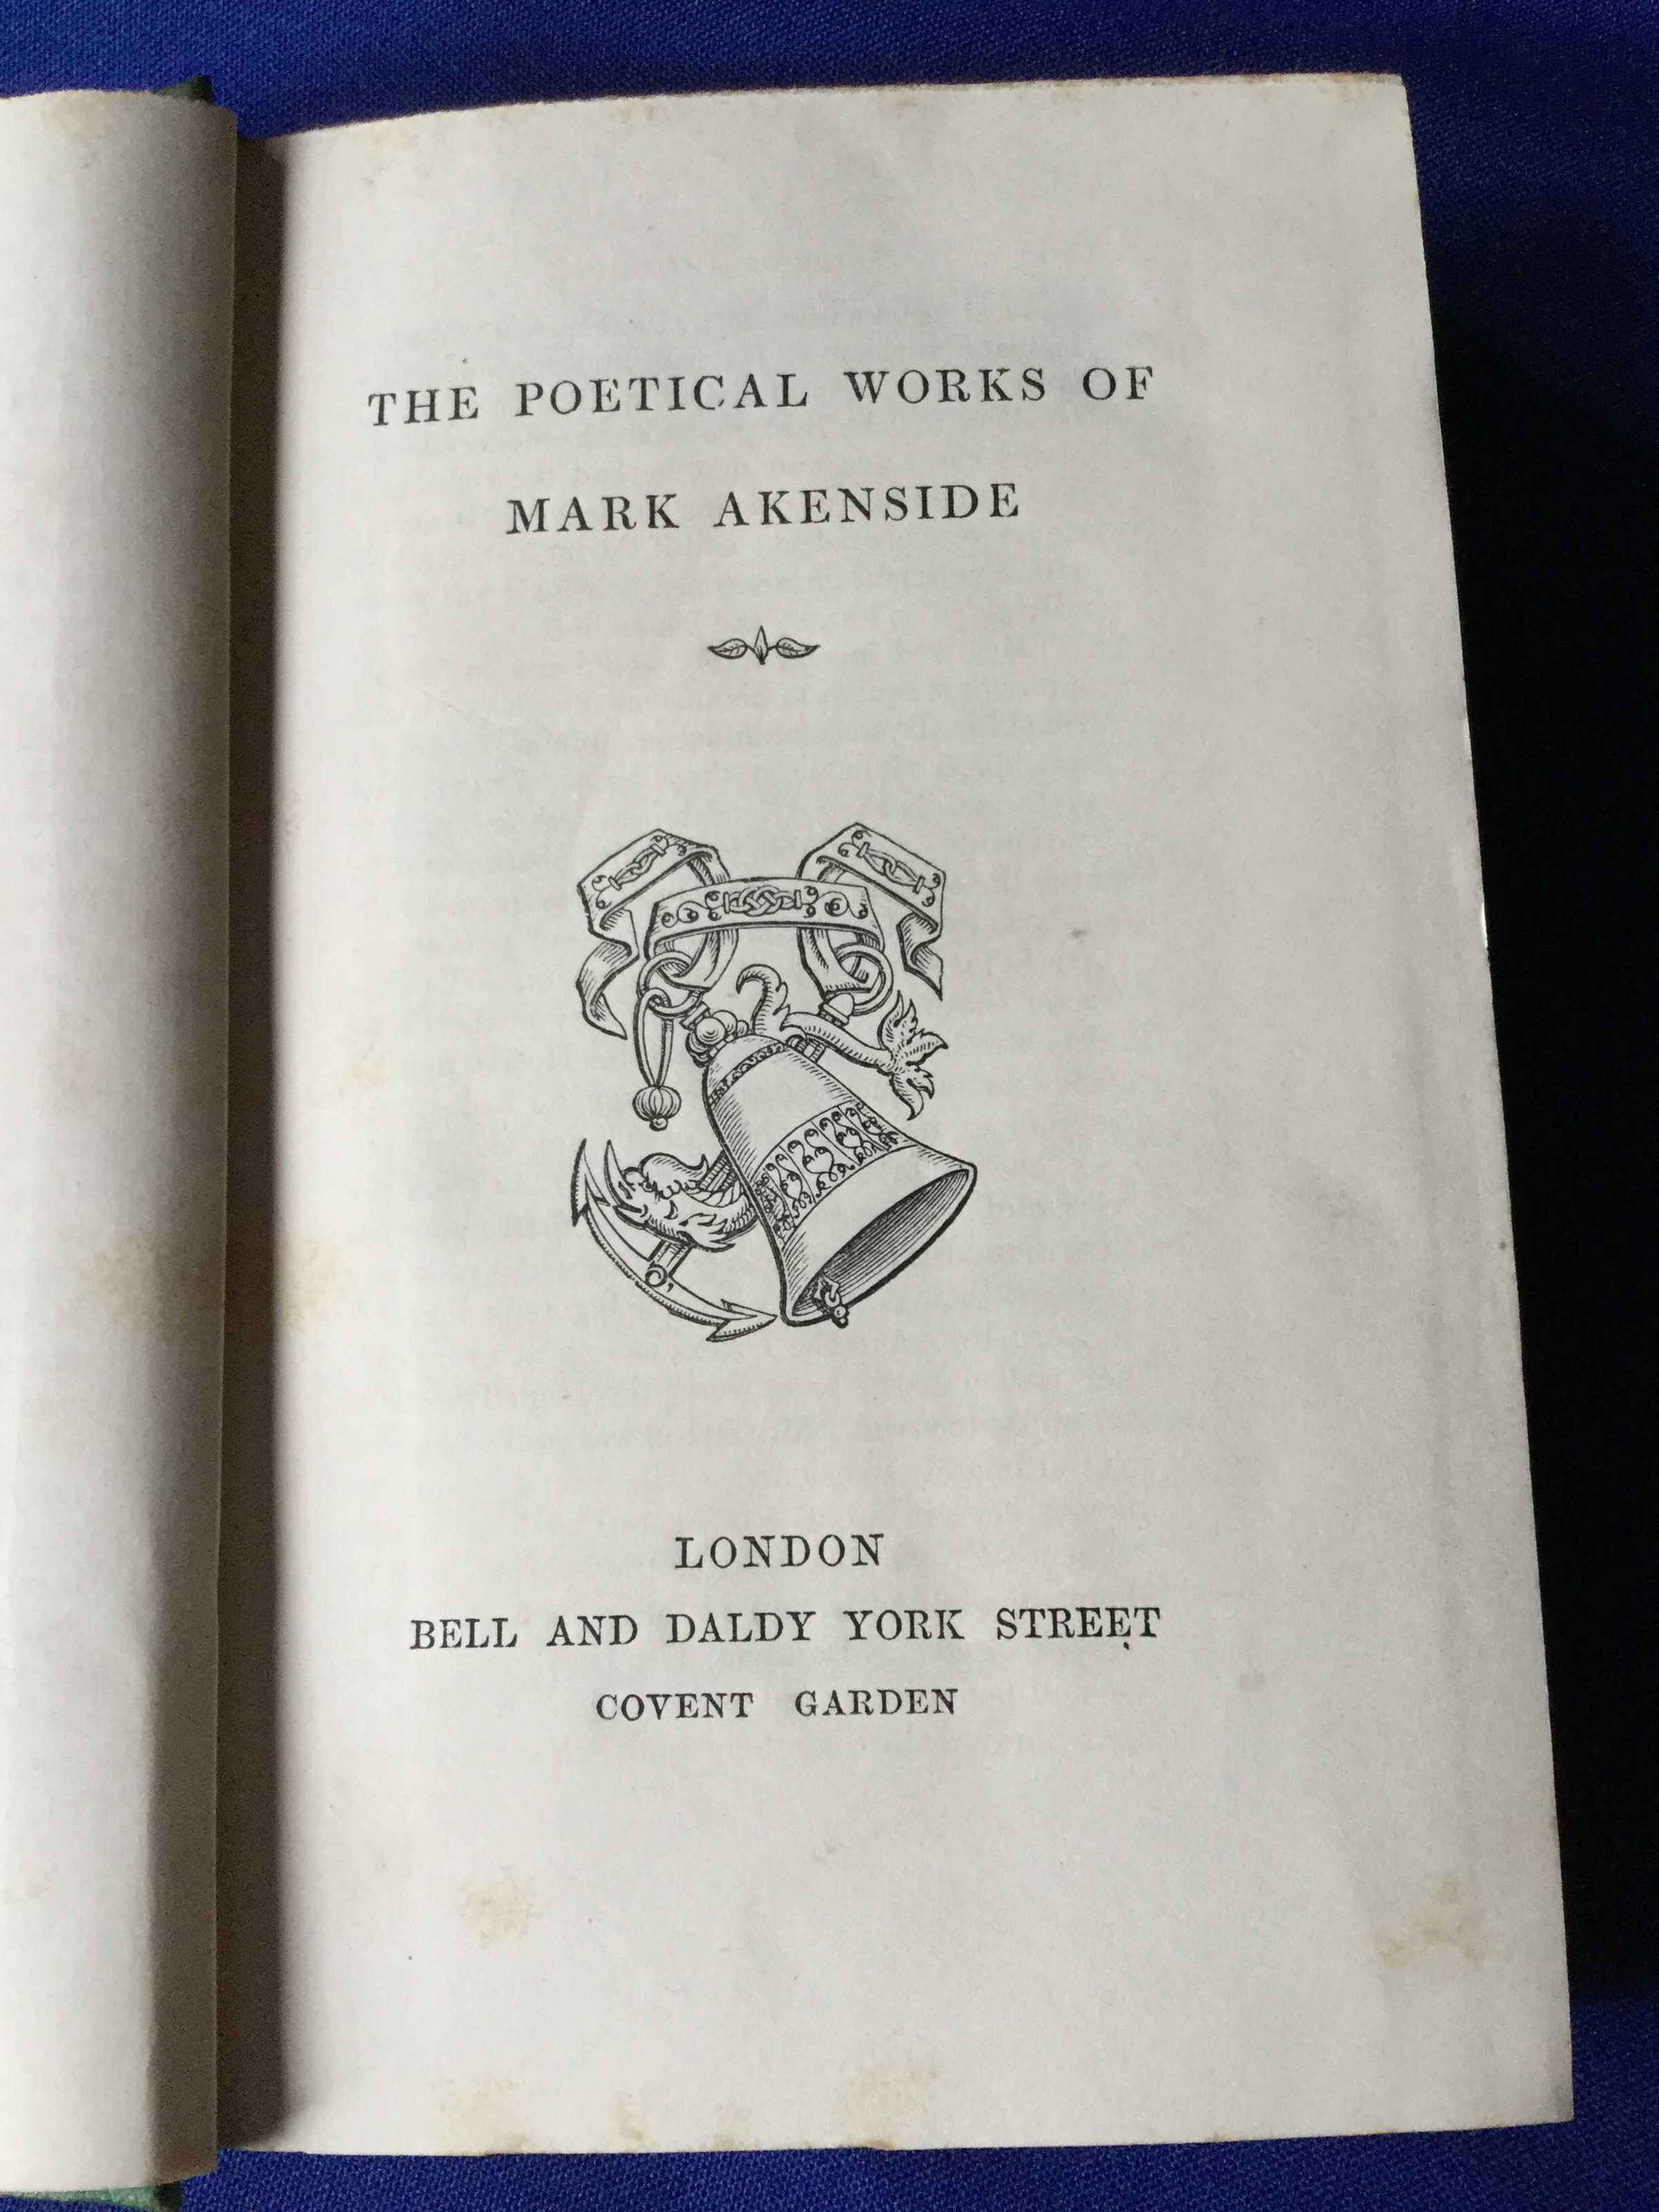 THE POETICAL WORKS OF
MARK AKENSIDE
LONDON
BELL AND DALDY YORK STREET
COVENT GARDEN